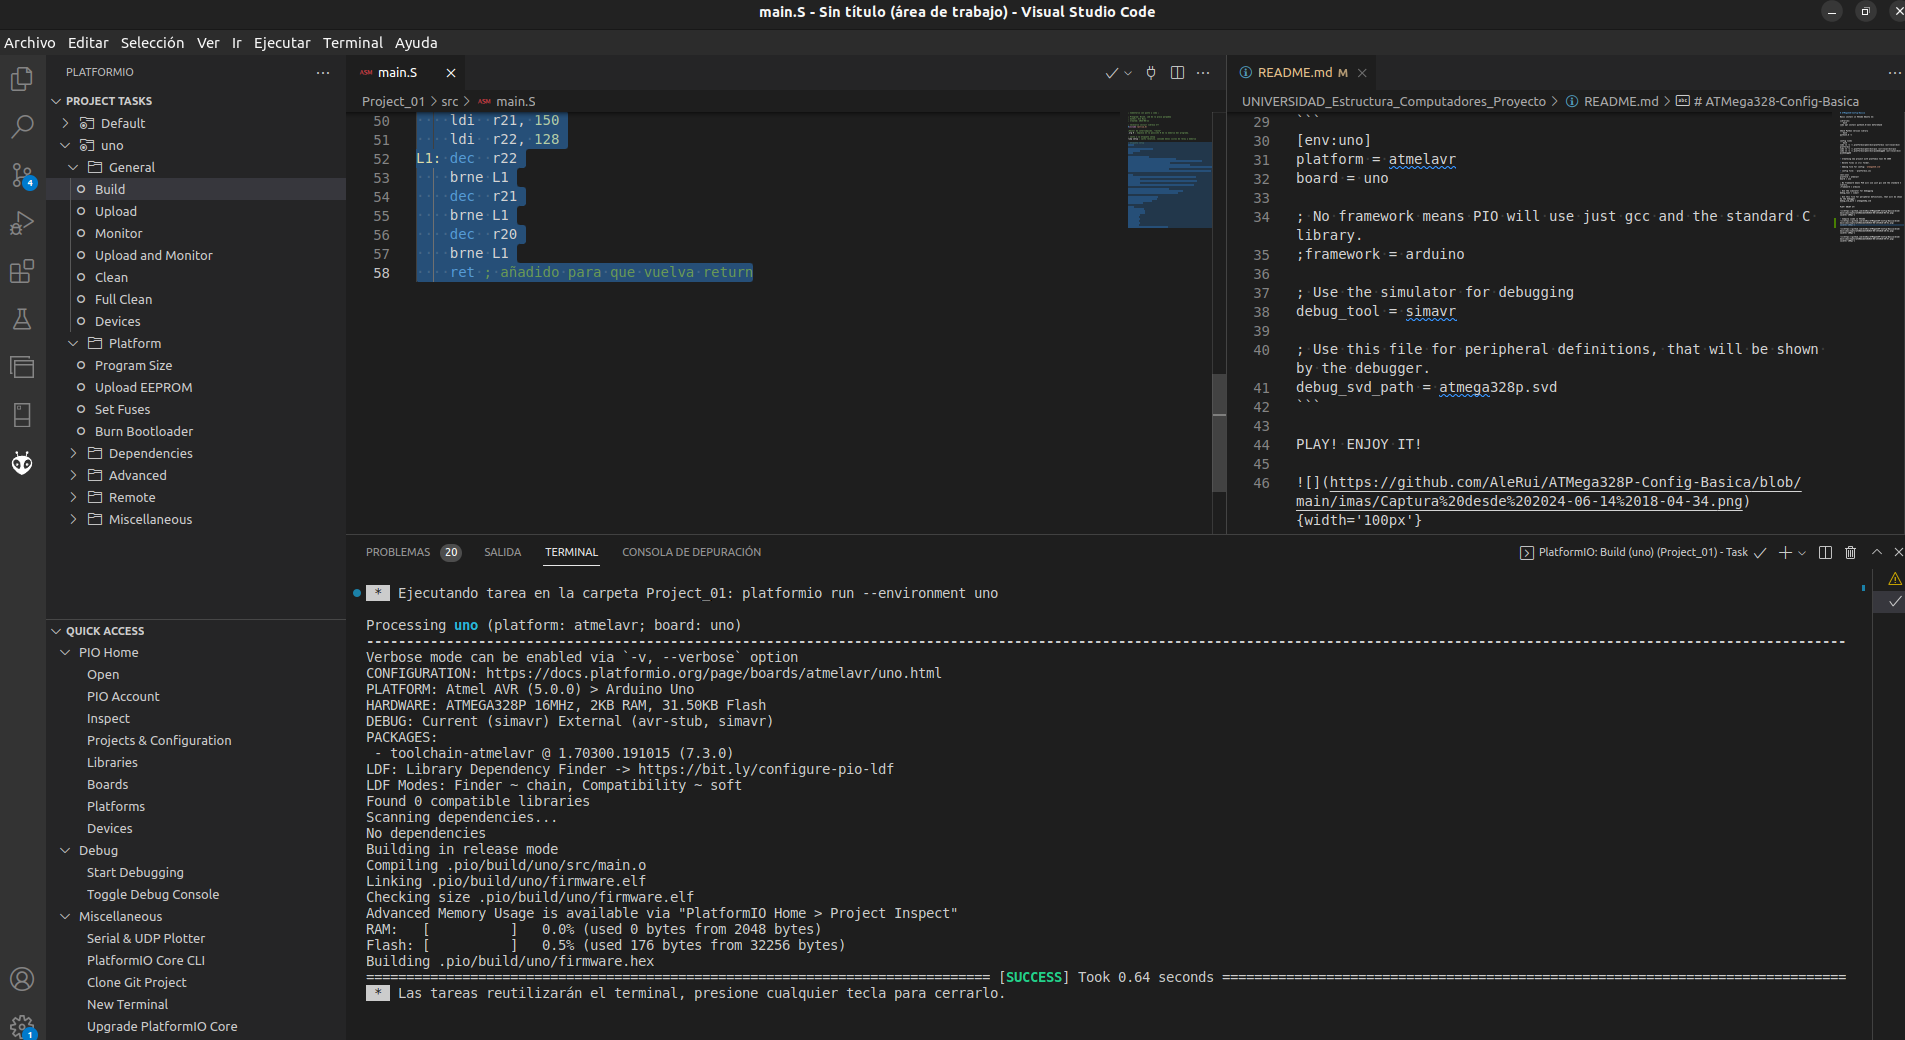 main.S - Sin título (área de trabajo) - Visual Studio Code
Archivo Editar Selección Ver Ir Ejecutar Terminal Ayuda
PLATFORMIO
PROJECT TASKS
Default
uno
General
Build
Upload
Monitor
Upload and Monitor
Clean
Full Clean
Devices
Platform
Program Size
Upload EEPROM
Set Fuses
Burn Bootloader
Dependencies
Advanced
Remote
Miscellaneous
QUICK ACCESS
PIO Home
Open
PIO Account
Inspect
Projects & Configuration
Libraries
Boards
Platforms
Devices
Debug
Start Debugging
Toggle Debug Console
Miscellaneous
Serial & UDP Plotter
PlatformIO Core CLI
Clone Git Project
New Terminal
Upgrade PlatformIO Core
4
1
ASM main.S
Project_01 > src > ASM main.S
50 ldi r21, 150
51 ldi r22, 128
52 L1: dec r22
53 brne L1
54 dec r21
55 brne L1
56 dec r20
57 brne L1
58 ret ; añadido para que vuelva return
README.md M
UNIVERSIDAD_Estructura_Computadores_Proyecto > README.md > # ATMega328-Config-Basica
29 ```
30 [env:uno]
31 platform = atmelavr
32 board = uno
33
34 ; No framework means PIO will use just gcc and the standard C
library.
35 ;framework = arduino
36
37 ; Use the simulator for debugging
38 debug_tool = simavr
39
40 ; Use this file for peripheral definitions, that will be shown
by the debugger.
41 debug_svd_path = atmega328p.svd
42 ```
43
44 PLAY! ENJOY IT!
45
46 ![](https://github.com/AleRui/ATMega328P-Config-Basica/blob/
main/imas/Captura%20desde%202024-06-14%2018-04-34.png)
{width='100px'}
PROBLEMAS 20 SALIDA TERMINAL CONSOLA DE DEPURACIÓN
PlatformIO: Build (uno) (Project_01) - Task
* Ejecutando tarea en la carpeta Project_01: platformio run --environment uno
Processing uno (platform: atmelavr; board: uno)
Verbose mode can be enabled via `-v, --verbose` option
CONFIGURATION: https://docs.platformio.org/page/boards/atmelavr/uno.html
PLATFORM: Atmel AVR (5.0.0) > Arduino Uno
HARDWARE: ATMEGA328P 16MHz, 2KB RAM, 31.50KB Flash
DEBUG: Current (simavr) External (avr-stub, simavr)
PACKAGES:
- toolchain-atmelavr @ 1.70300.191015 (7.3.0)
LDF: Library Dependency Finder -> https://bit.ly/configure-pio-ldf
LDF Modes: Finder ~ chain, Compatibility ~ soft
Found 0 compatible libraries
Scanning dependencies...
No dependencies
Building in release mode
Compiling .pio/build/uno/src/main.o
Linking .pio/build/uno/firmware.elf
Checking size .pio/build/uno/firmware.elf
Advanced Memory Usage is available via "PlatformIO Home > Project Inspect"
RAM: [ ] 0.0% (used 0 bytes from 2048 bytes)
Flash: [ ] 0.5% (used 176 bytes from 32256 bytes)
Building .pio/build/uno/firmware.hex
[SUCCESS] Took 0.64 seconds
* Las tareas reutilizarán el terminal, presione cualquier tecla para cerrarlo.